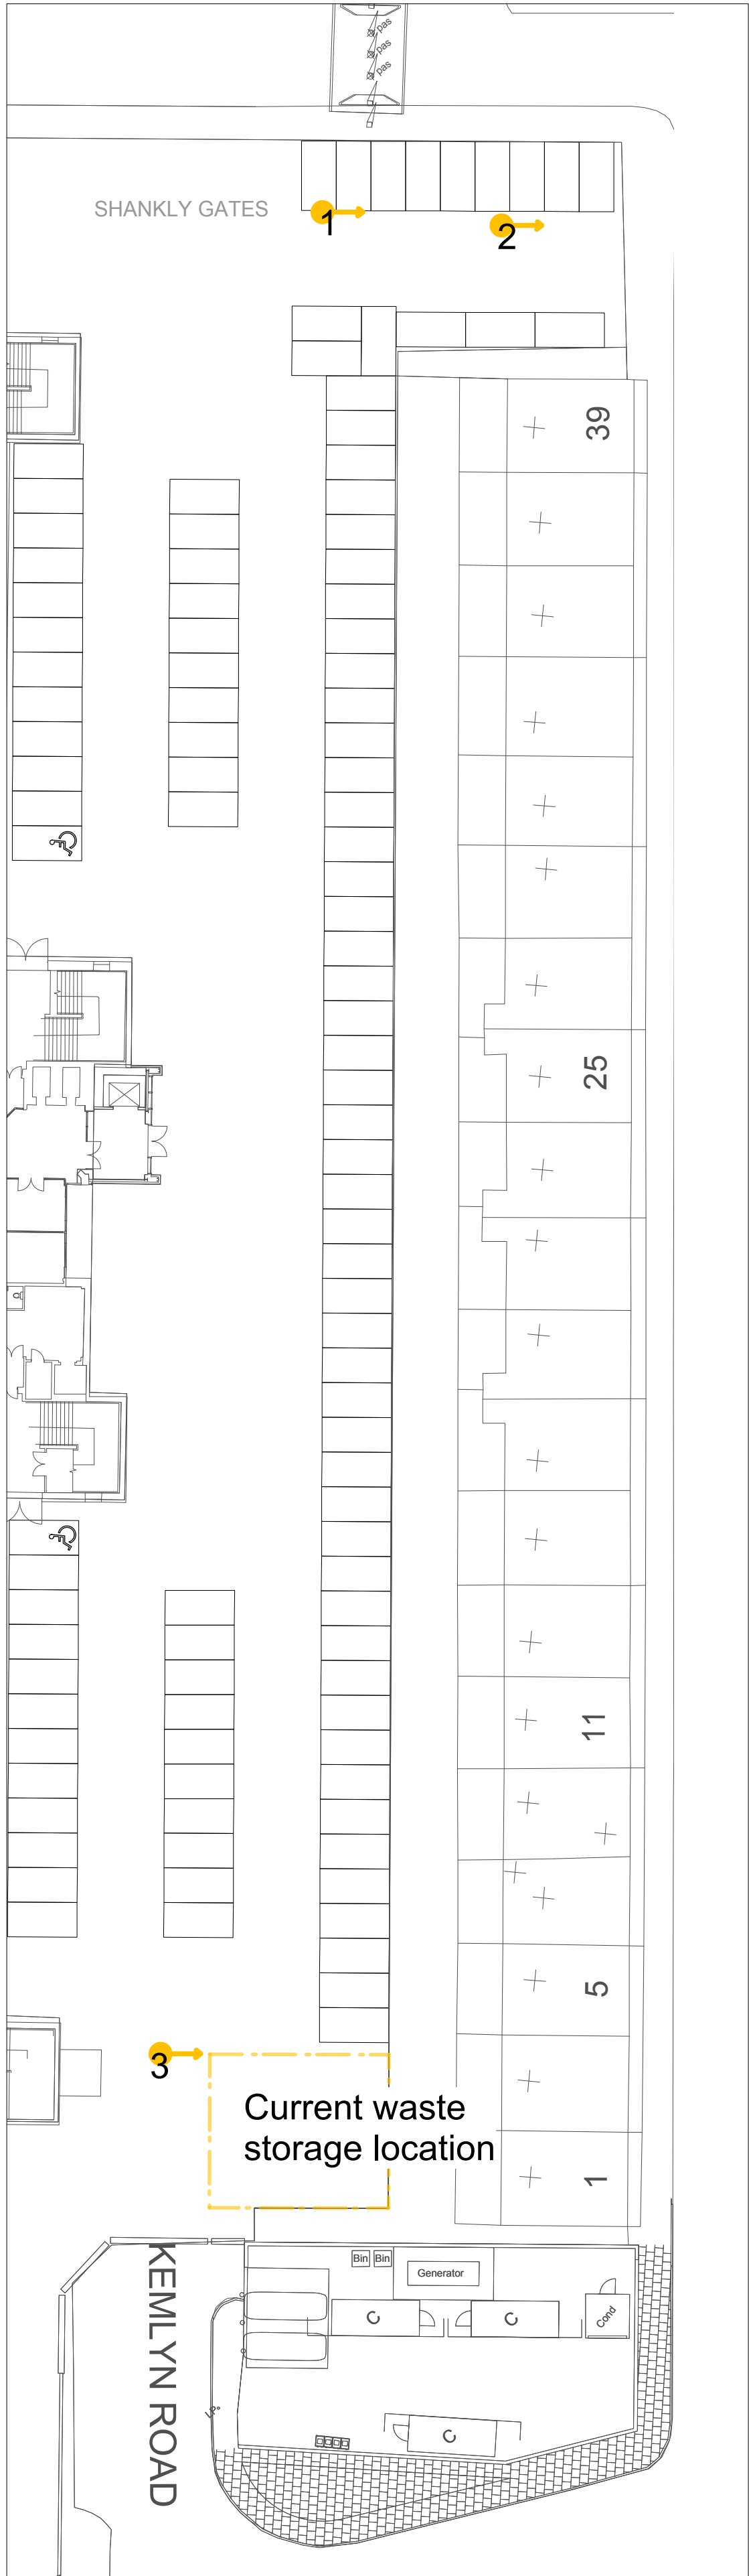 pas
pas
pas
SHANKLY GATES
1
2
39
25
11
5
3
Current waste
storage location
1
Bin
Bin
Generator
C
C
Cond
KEMLYN ROAD
LP
C